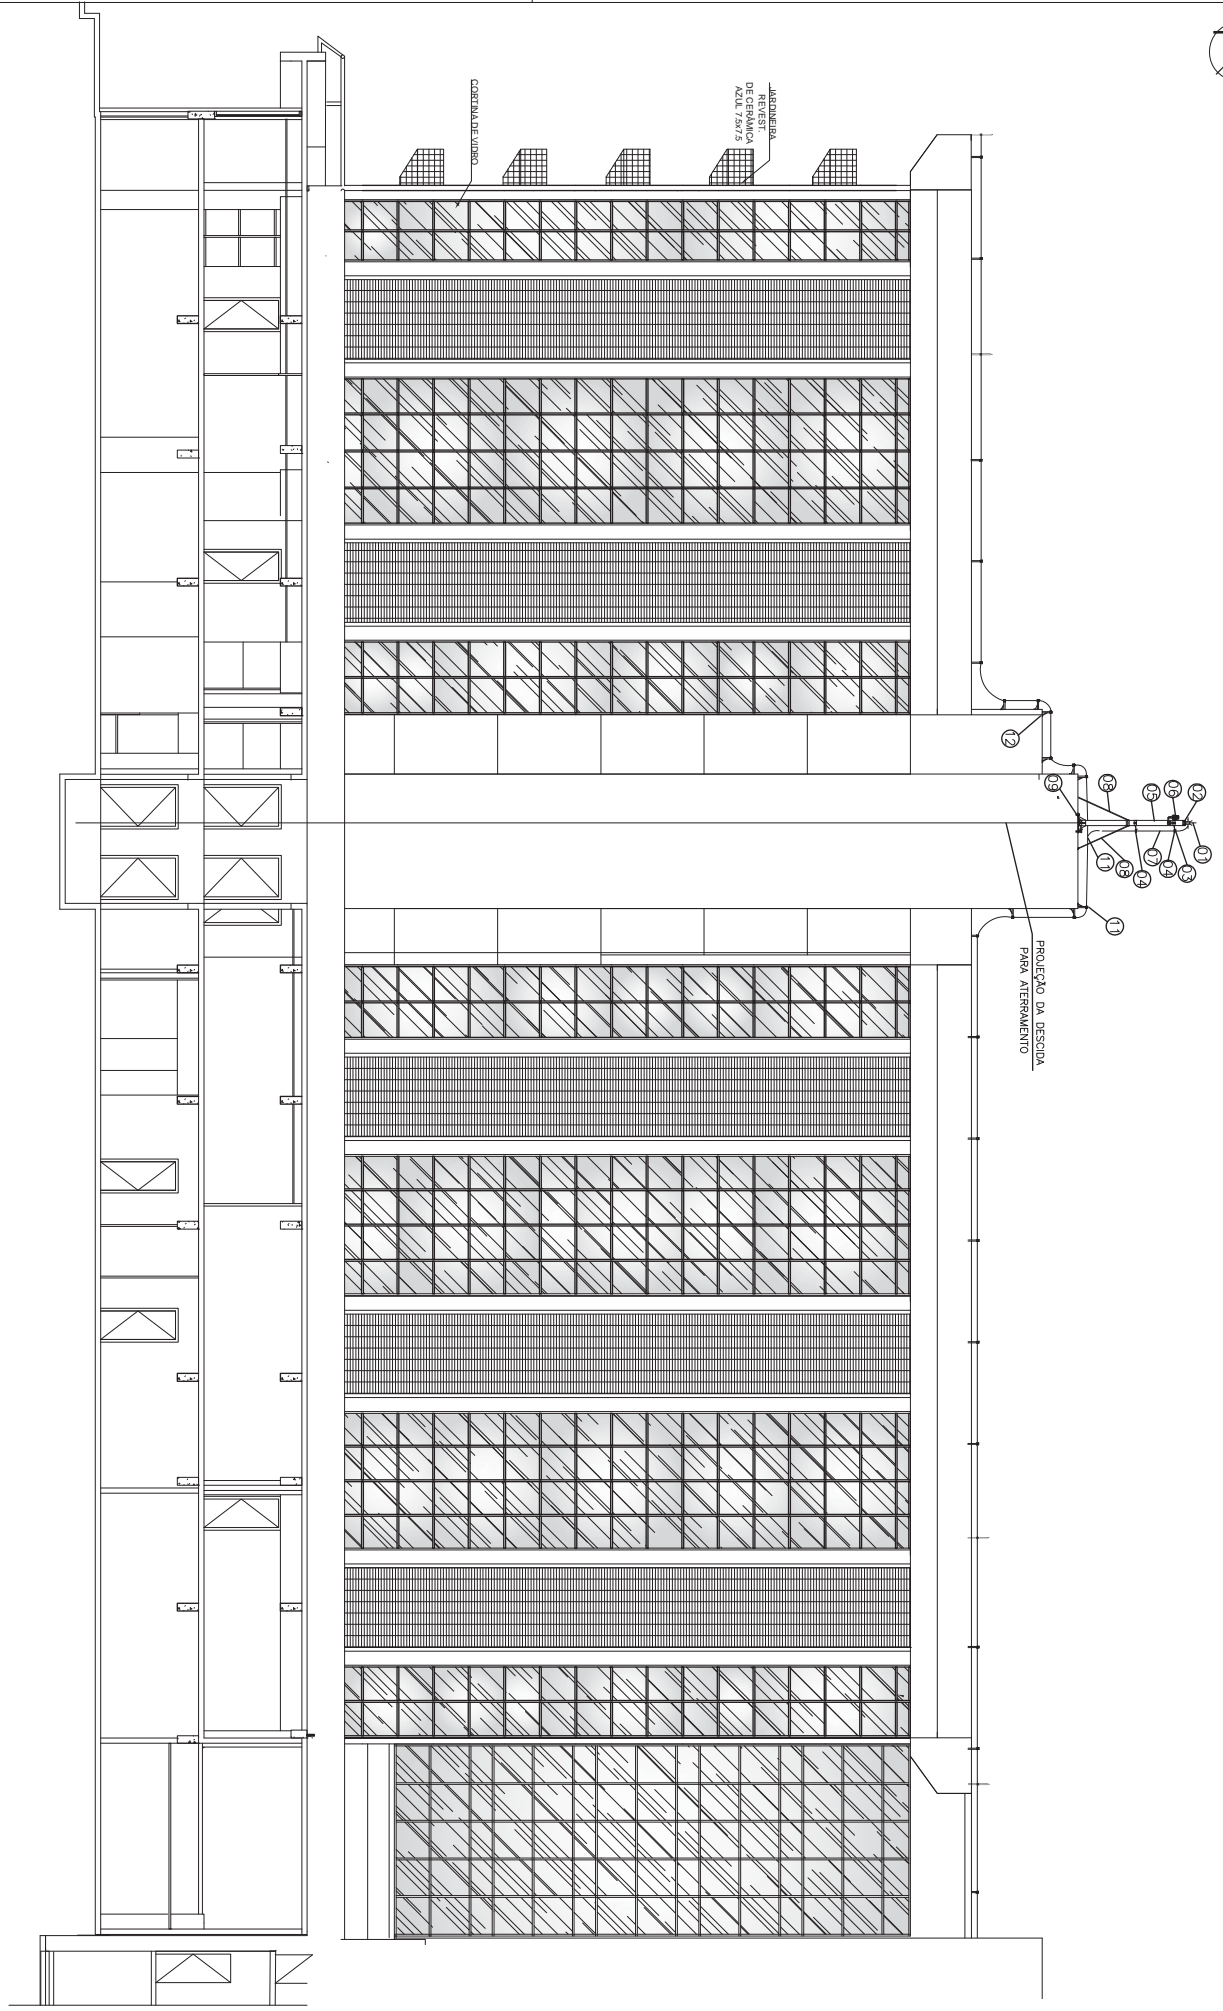 JARDINEIRA
REVEST.
DE CERÂMICA
AZUL 7.5x7.5
CORTINA DE VIDRO
12
09
08
05
06
02
01
03
04
07
04
08
11
11
PROJEÇÃO DA DESCIDA
PARA ATERRAMENTO